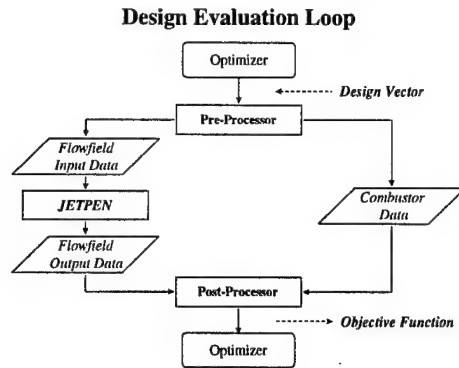 Design Evaluation Loop
Optimizer
Design Vector
Pre-Processor
Flowfield
Input Data
JETPEN
Combustor
Data
Flowfield
Output Data
Post-Processor
Objective Function
Optimizer